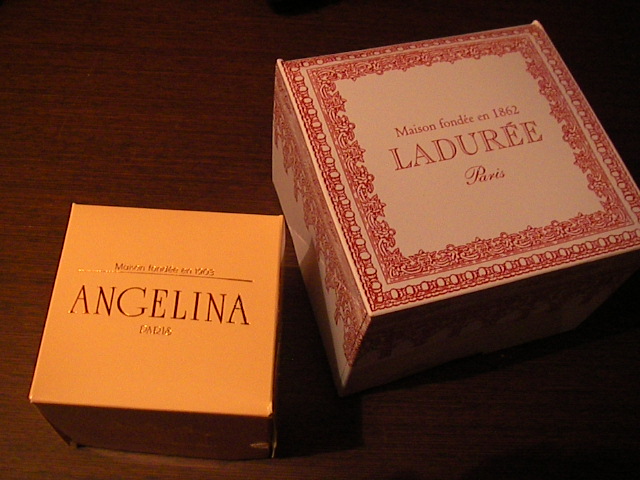 Maison fondée en 1862
LADURÉE
Paris
Maison fondée en 1903
ANGELINA
PARIS